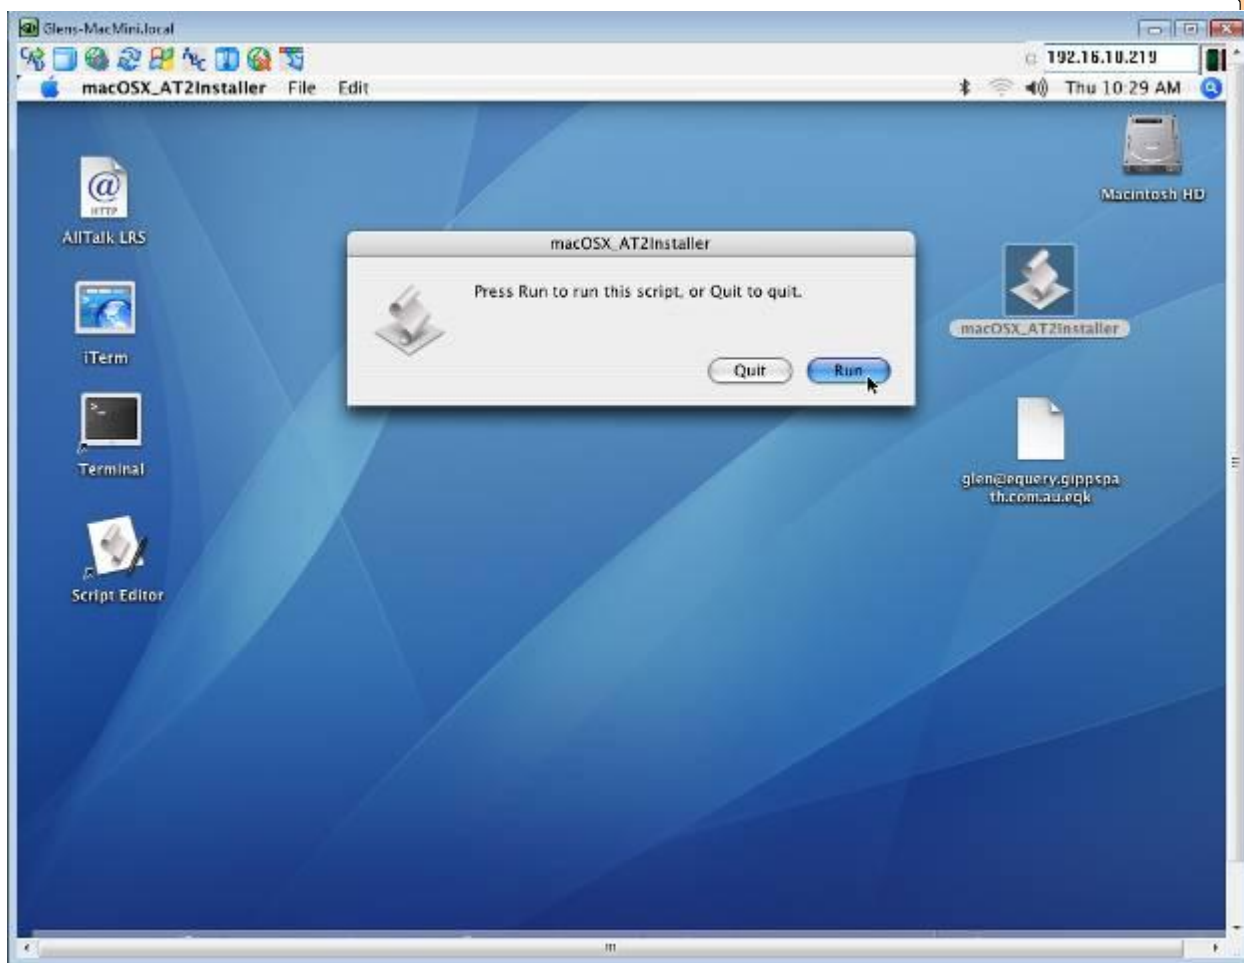 Glens-MacMini.local
ABC
192.16.10.219
macOSX_AT2Installer File Edit
Thu 10:29 AM
Macintosh HD
@
HTTP
AllTalk LRS
macOSX_AT2Installer
Press Run to run this script, or Quit to quit.
Quit Run
macOSX_AT2Installer
iTerm
Terminal
glen@equery.gippspa
th.com.au.eqk
Script Editor